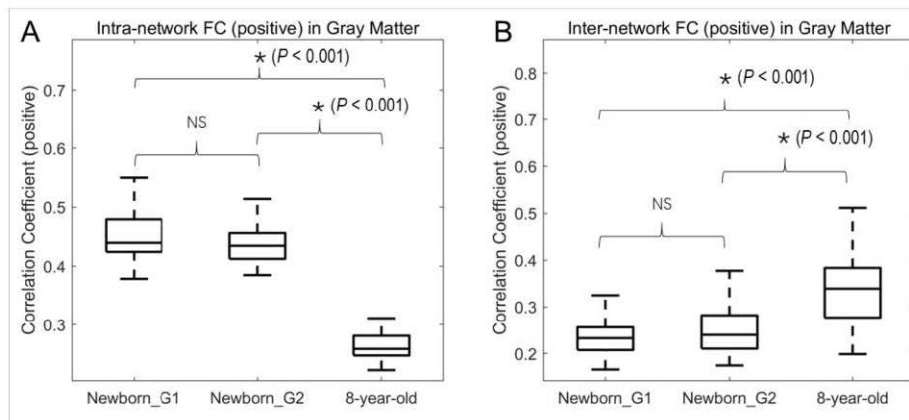 A
Intra-network FC (positive) in Gray Matter
Correlation Coefficient (positive)
0.7
0.6
0.5
0.4
0.3
* (P < 0.001)
* (P < 0.001)
NS
Newborn_G1
Newborn_G2
8-year-old
B
Inter-network FC (positive) in Gray Matter
Correlation Coefficient (positive)
0.8
0.7
0.6
0.5
0.4
0.3
0.2
* (P < 0.001)
* (P < 0.001)
NS
Newborn_G1
Newborn_G2
8-year-old